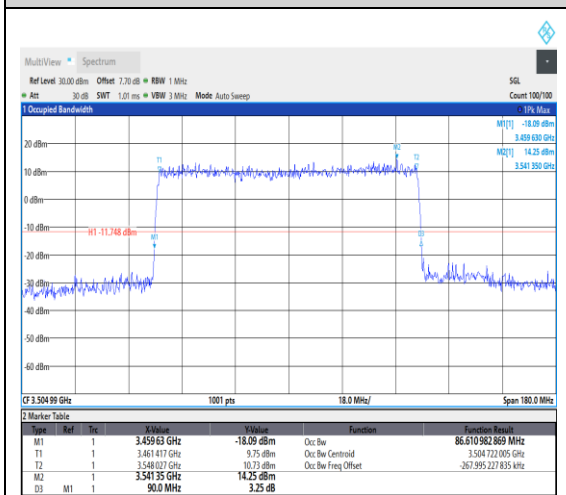 MultiView Spectrum
Ref Level 30.00 dBm Offset 7.70 dB RBW 1 MHz SGL
Att 30 dB SWT 1.01 ms VBW 3 MHz Mode Auto Sweep Count 100/100
1 Occupied Bandwidth 1Pk Max
M1[1] -18.09 dBm
3.459 630 GHz
M2[1] 14.25 dBm
3.541 350 GHz
20 dBm
M2
T1
T2
10 dBm
0 dBm
-10 dBm
H1 -11.748 dBm
M1
D3
-20 dBm
-30 dBm
-40 dBm
-50 dBm
-60 dBm
CF 3.504 99 GHz 1001 pts 18.0 MHz/ Span 180.0 MHz
2 Marker Table
Type Ref Trc X-Value Y-Value Function Function Result
M1 1 3.459 63 GHz -18.09 dBm Occ Bw 86.610 982 869 MHz
T1 1 3.461 417 GHz 9.75 dBm Occ Bw Centroid 3.504 722 005 GHz
T2 1 3.548 027 GHz 10.73 dBm Occ Bw Freq Offset -267.995 227 835 kHz
M2 1 3.541 35 GHz 14.25 dBm
D3 M1 1 90.0 MHz 3.25 dB